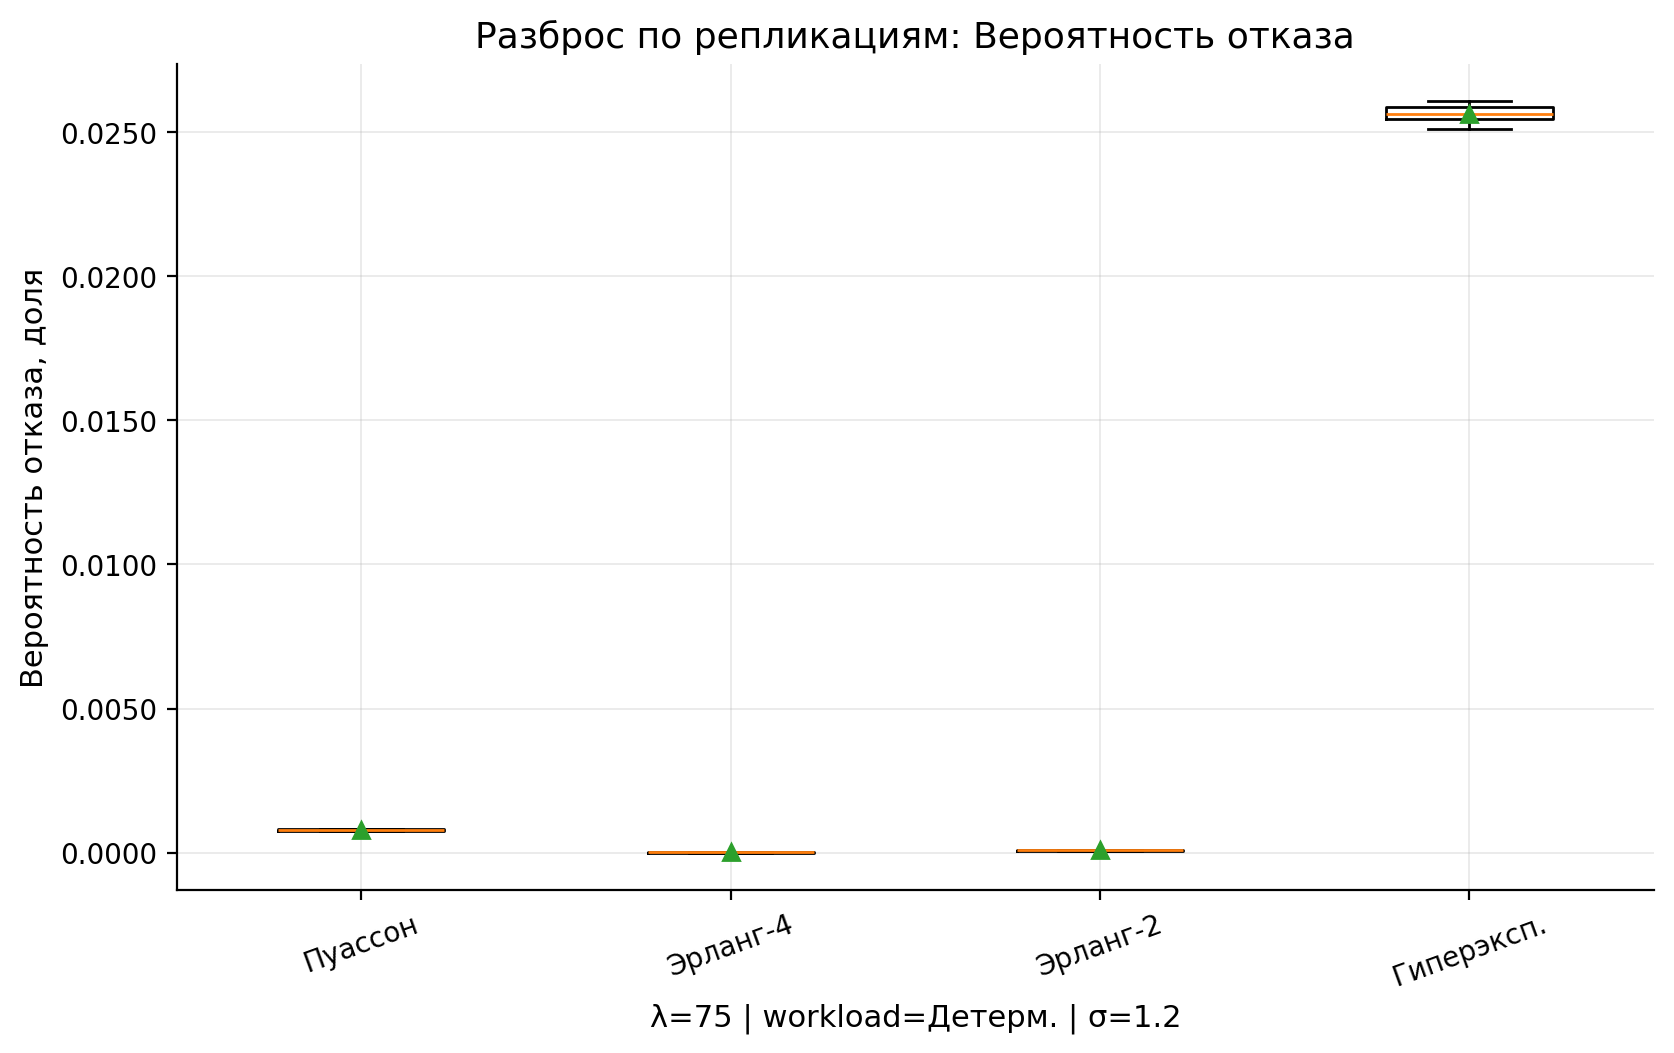 Разброс по репликациям: Вероятность отказа
Вероятность отказа, доля
0.0250
0.0200
0.0150
0.0100
0.0050
0.0000
Пуассон
Эрланг-4
Эрланг-2
Гиперэксп.
λ=75 | workload=Детерм. | σ=1.2